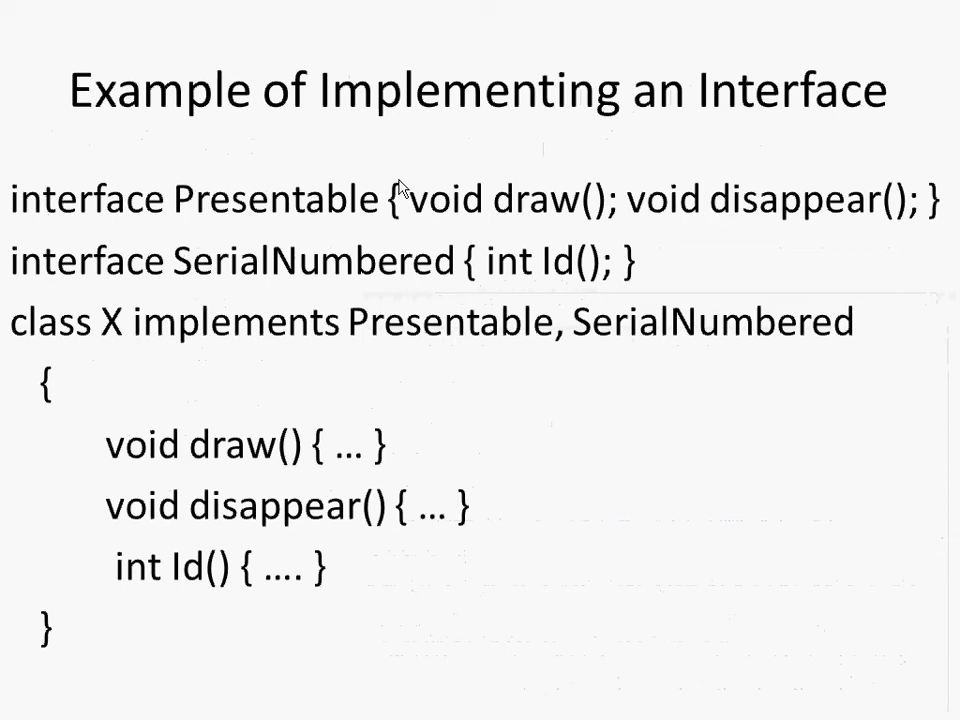 Example of Implementing an Interface
interface Presentable { void draw(); void disappear(); }
interface SerialNumbered { int Id(); }
class X implements Presentable, SerialNumbered
{
void draw() { … }
void disappear() { … }
int Id() { …. }
}